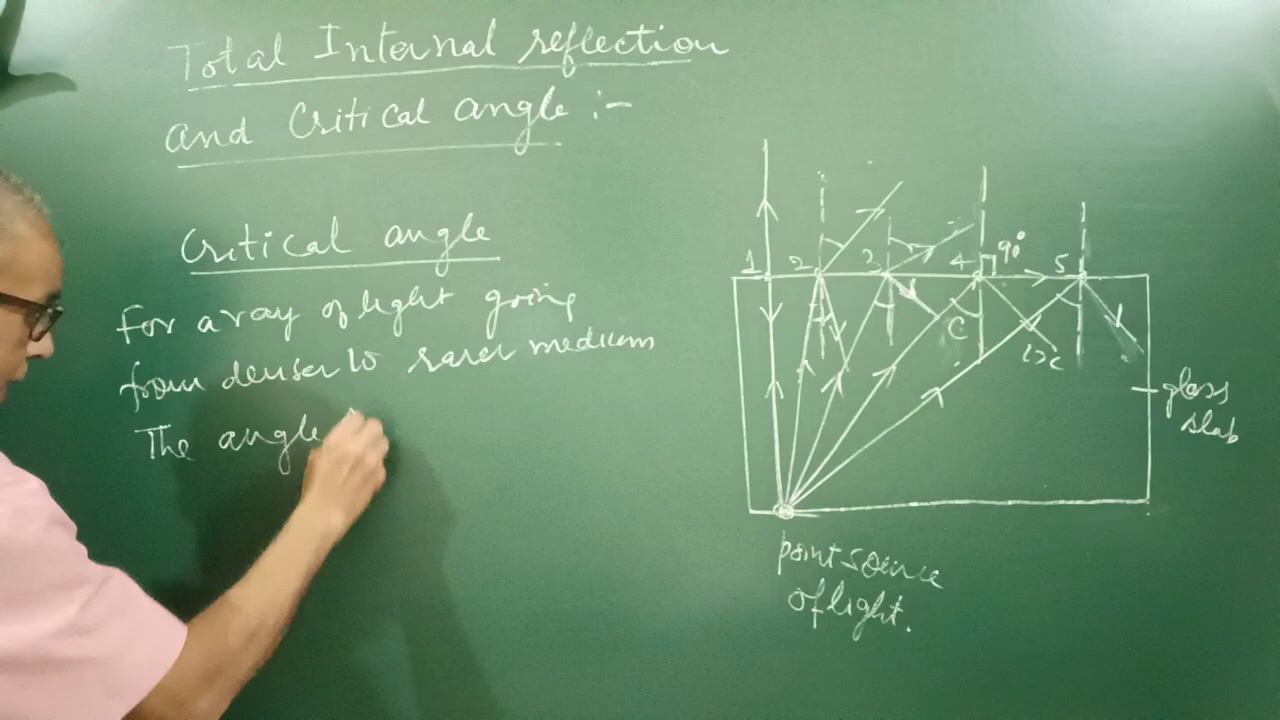 Total Internal reflection
and Critical angle :-
Critical angle
For a ray of light going
from denser to rarer medium
The angle
1 2 3 4 90° 5
C
i>c
glass
slab
point source
of light.